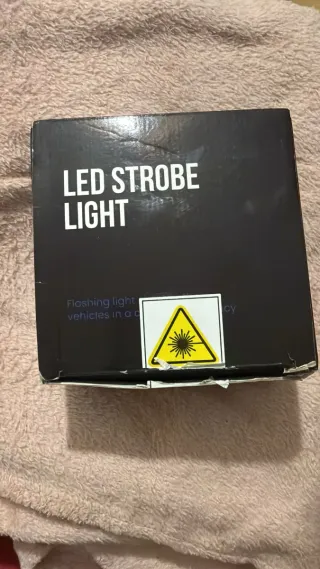 LED STROBE
LIGHT
Flashing light
vehicles in a